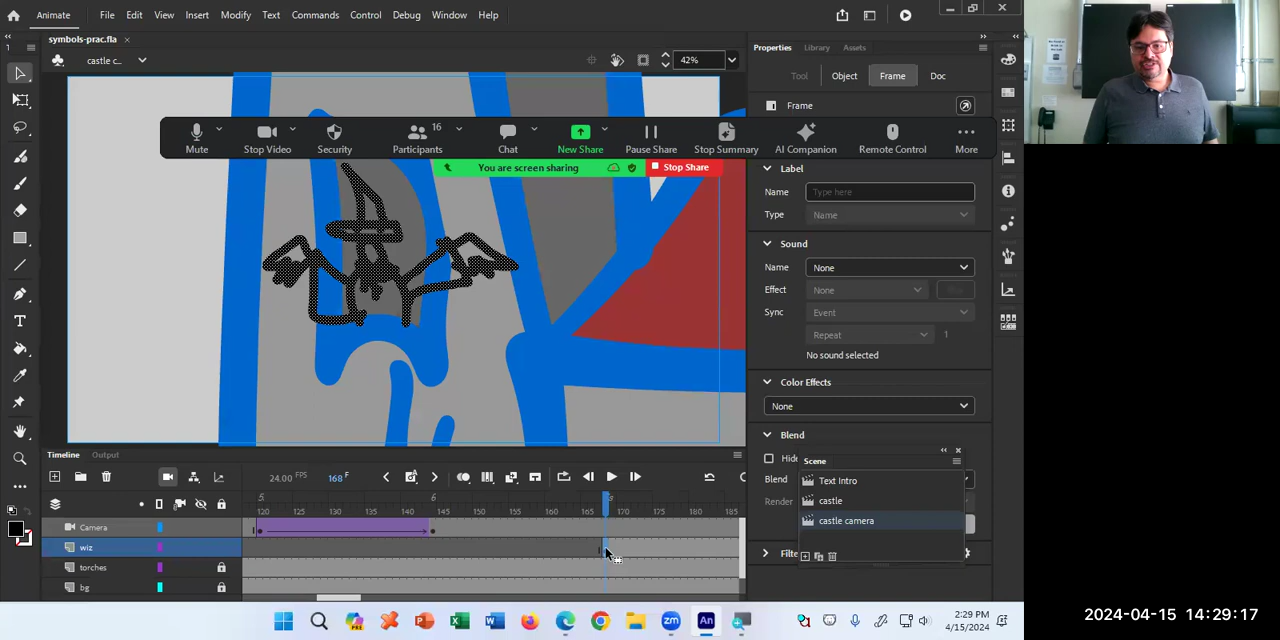 Animate File Edit View Insert Modify Text Commands Control Debug Window Help
symbols-prac.fla ×
castle c... 42%
Properties Library Assets
Tool Object Frame Doc
Frame
16
Mute Stop Video Security Participants Chat New Share Pause Share Stop Summary AI Companion Remote Control More
You are screen sharing Stop Share
Label
Name Type here
Type Name
Sound
Name None
Effect None
Sync Event
Repeat 1
No sound selected
Color Effects
None
Blend
Hide
Blend
Render
Scene
Text Intro
castle
castle camera
Timeline Output
24.00 FPS 168 F
5 6
120 125 130 135 140 145 150 155 160 165 170 175 180 185
Camera
wiz
torches
bg
2:29 PM
4/15/2024
2024-04-15 14:29:17